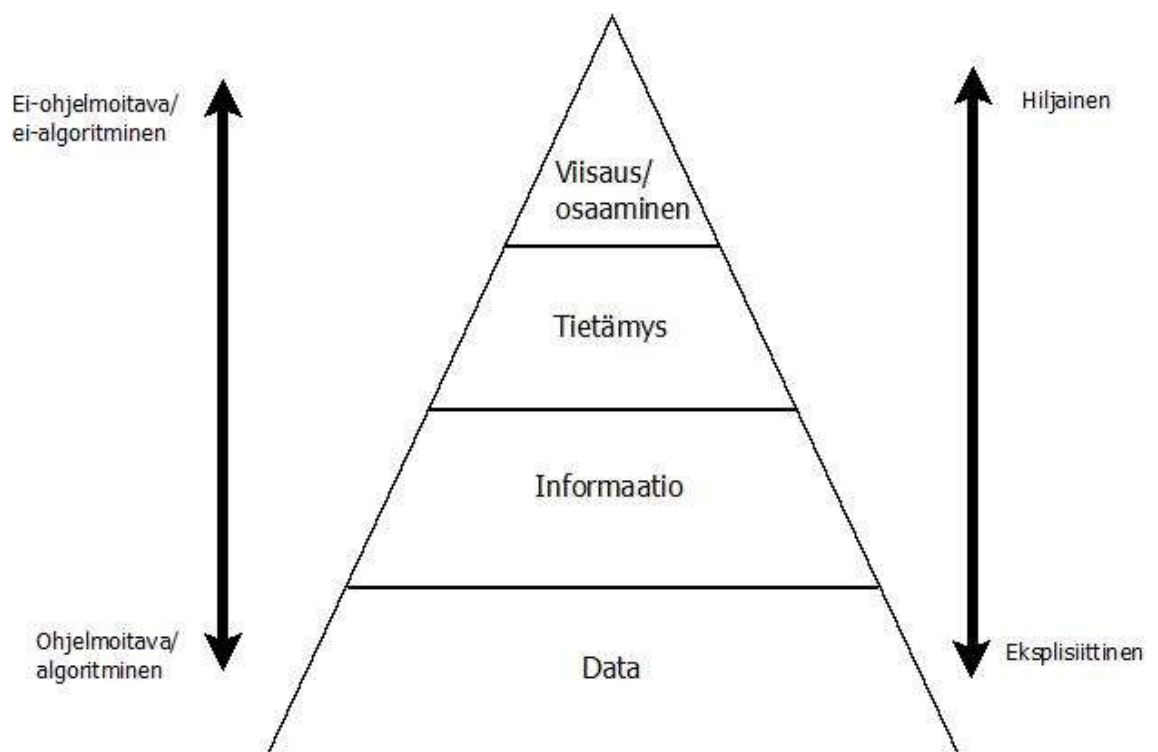 Ei-ohjelmoitava/
ei-algoritminen
Hiljainen
Viisaus/
osaaminen
Tietämys
Informaatio
Ohjelmoitava/
algoritminen
Data
Eksplisiittinen